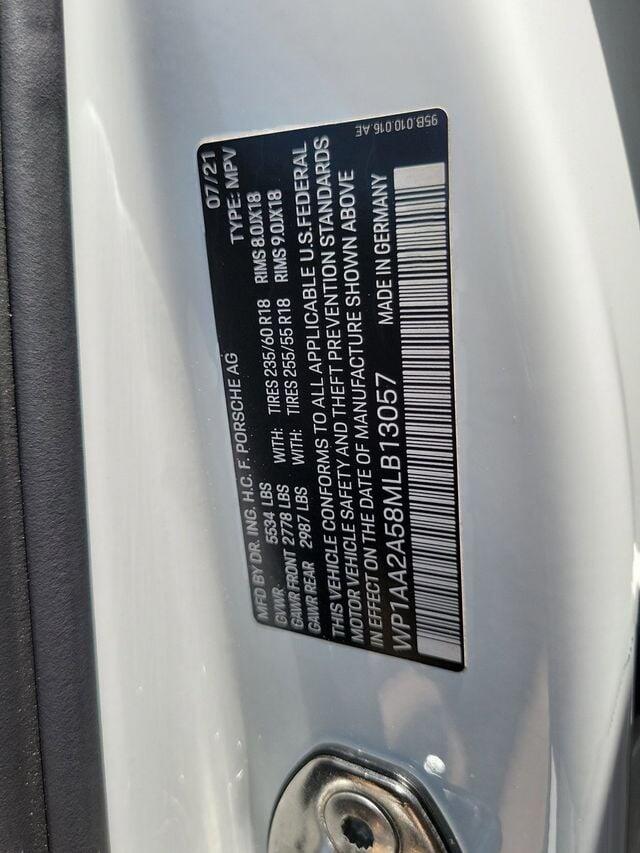 MFD BY DR. ING. H.C. F. PORSCHE AG 07/21
GVWR 5534 LBS TYPE: MPV
GAWR FRONT 2778 LBS WITH: TIRES 235/60 R18 RIMS 8.0JX18
GAWR REAR 2987 LBS WITH: TIRES 255/55 R18 RIMS 9.0JX18
THIS VEHICLE CONFORMS TO ALL APPLICABLE U.S.FEDERAL
MOTOR VEHICLE SAFETY AND THEFT PREVENTION STANDARDS
IN EFFECT ON THE DATE OF MANUFACTURE SHOWN ABOVE
WP1AA2A58MLB13057 MADE IN GERMANY
95B.010.016.AE